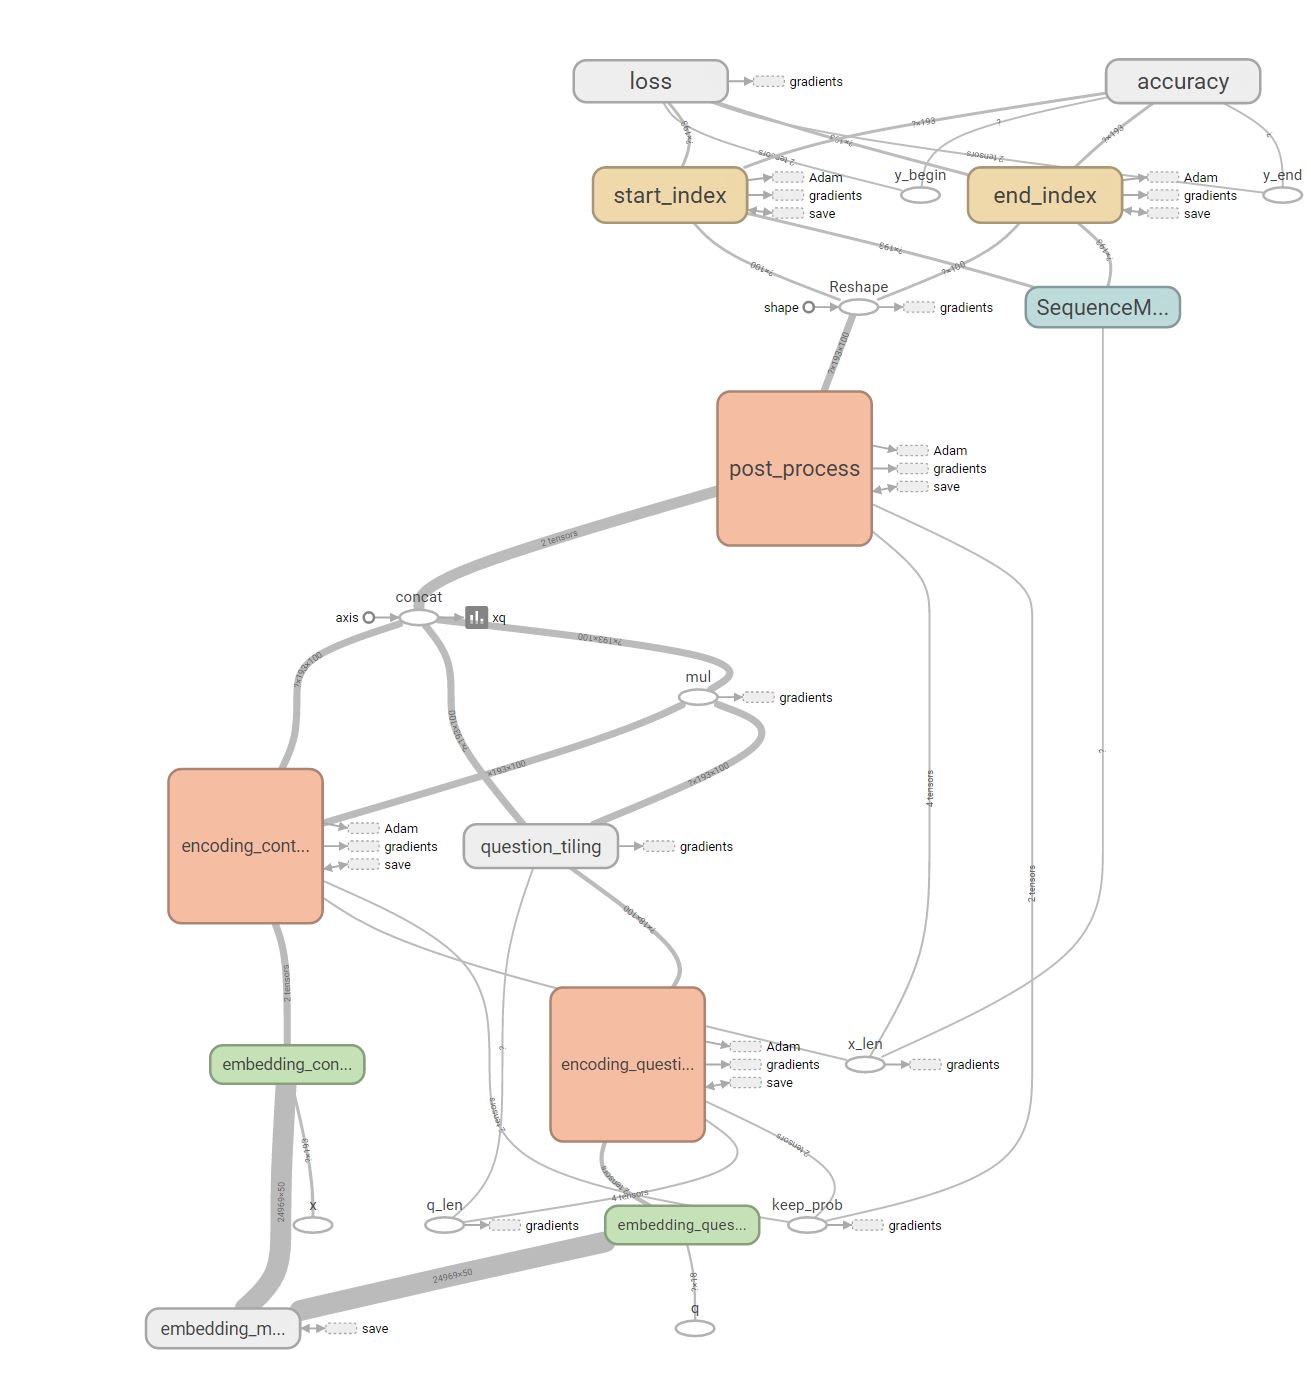 loss
gradients
accuracy
?×193
?×193
?
?×193
?
?×193
2 tensors
2 tensors
start_index
Adam
gradients
save
y_begin
end_index
Adam
gradients
save
y_end
?×193
?×193
?×100
?×100
Reshape
shape
gradients
SequenceM...
?×193×100
post_process
Adam
gradients
save
2 tensors
concat
axis
xq
?×193×100
?×193×100
mul
gradients
?×193×100
?×193×100
?×193×100
?
4 tensors
encoding_cont...
Adam
gradients
save
question_tiling
gradients
2 tensors
?×18×100
2 tensors
?
embedding_con...
encoding_questi...
Adam
gradients
save
x_len
gradients
2 tensors
?×193
2 tensors
2 tensors
4 tensors
24969×50
x
q_len
gradients
embedding_ques...
keep_prob
gradients
24969×50
?×18
q
embedding_m...
save